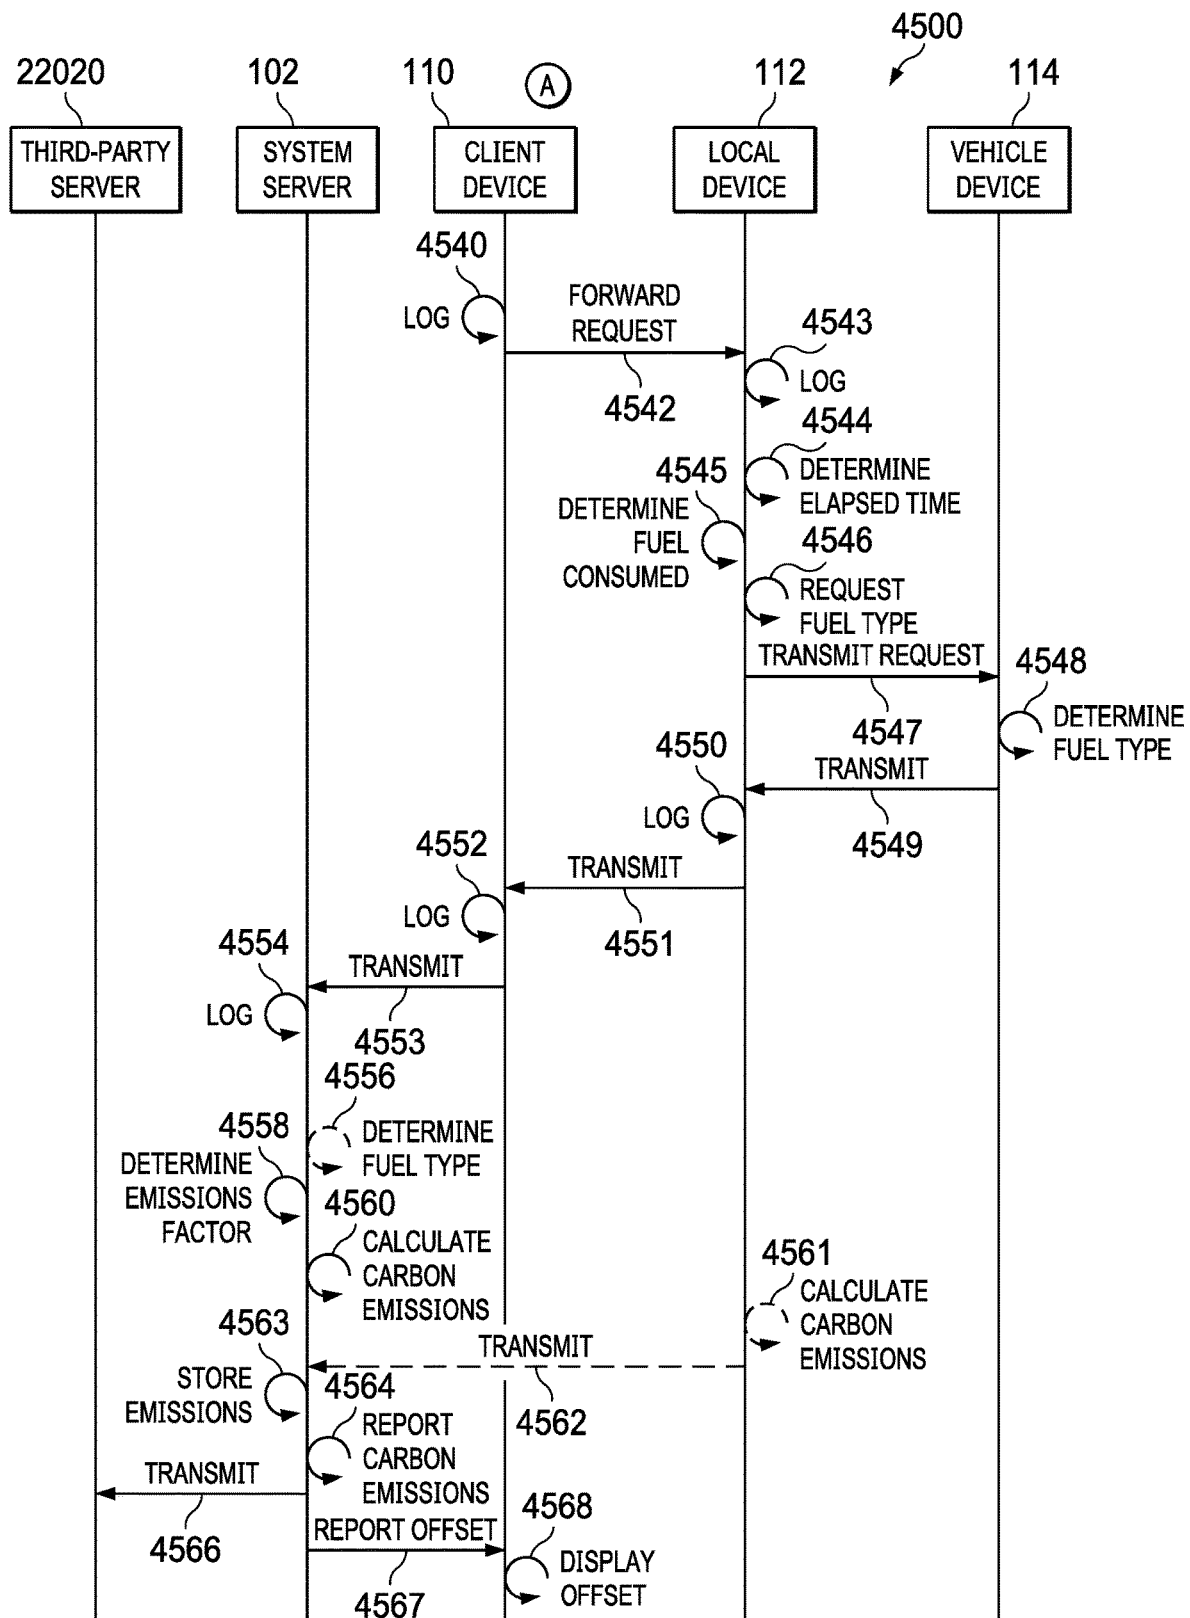 4500
22020
102
110
A
112
114
THIRD-PARTY
SERVER
SYSTEM
SERVER
CLIENT
DEVICE
LOCAL
DEVICE
VEHICLE
DEVICE
4540
LOG
FORWARD
REQUEST
4542
4543
LOG
4544
DETERMINE
ELAPSED TIME
4545
DETERMINE
FUEL
CONSUMED
4546
REQUEST
FUEL TYPE
TRANSMIT REQUEST
4547
4548
DETERMINE
FUEL TYPE
TRANSMIT
4549
4550
LOG
TRANSMIT
4551
4552
LOG
TRANSMIT
4553
4554
LOG
4556
DETERMINE
FUEL TYPE
4558
DETERMINE
EMISSIONS
FACTOR
4560
CALCULATE
CARBON
EMISSIONS
4561
CALCULATE
CARBON
EMISSIONS
TRANSMIT
4562
4563
STORE
EMISSIONS
4564
REPORT
CARBON
EMISSIONS
TRANSMIT
4566
REPORT OFFSET
4567
4568
DISPLAY
OFFSET